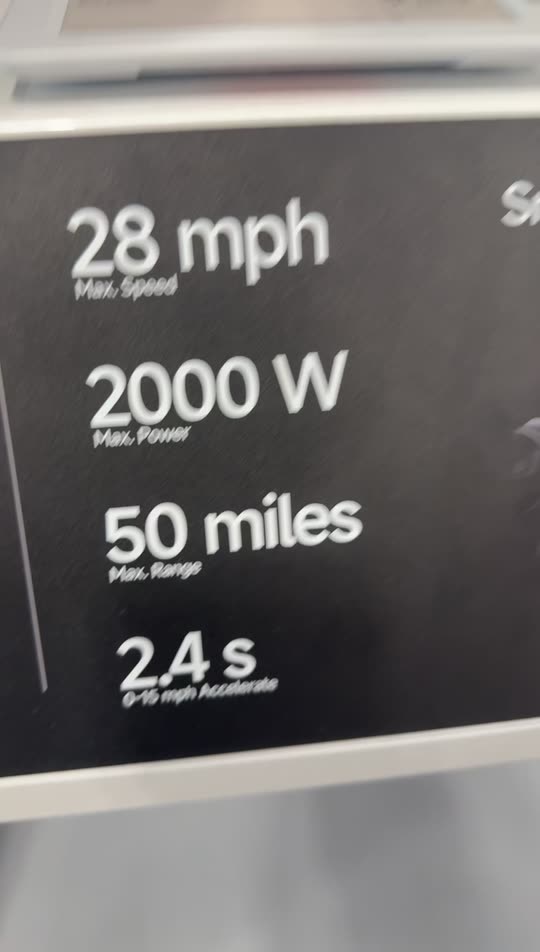 28 mph
Max. Speed
2000 W
Max. Power
50 miles
Max. Range
2.4 s
0-15 mph Accelerate